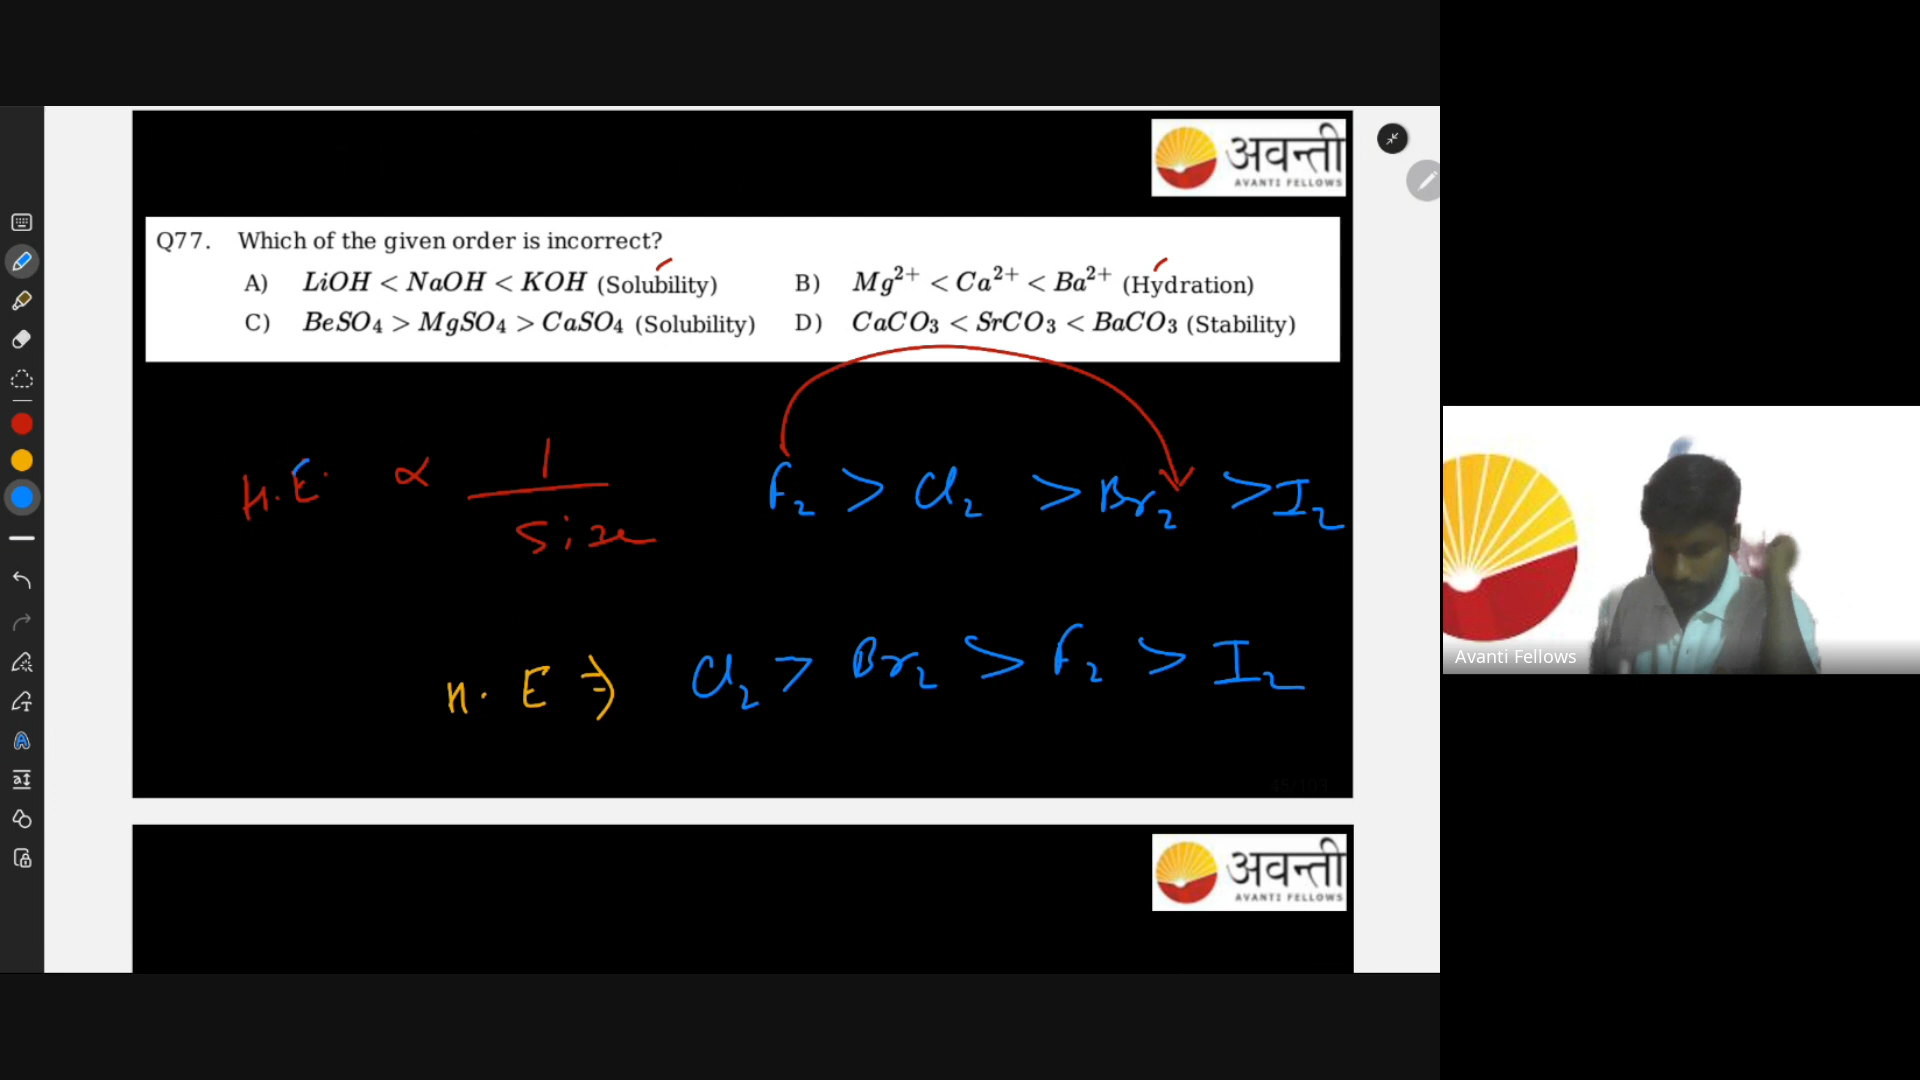 अवन्ती
AVANTI FELLOWS
Q77. Which of the given order is incorrect?
A) LiOH < NaOH < KOH (Solubility) B) Mg²⁺ < Ca²⁺ < Ba²⁺ (Hydration)
C) BeSO₄ > MgSO₄ > CaSO₄ (Solubility) D) CaCO₃ < SrCO₃ < BaCO₃ (Stability)
H.E. ∝ 1/Size F₂ > Cl₂ > Br₂ > I₂
H.E ⇒ Cl₂ > Br₂ > F₂ > I₂
45/103
Avanti Fellows
अवन्ती
AVANTI FELLOWS